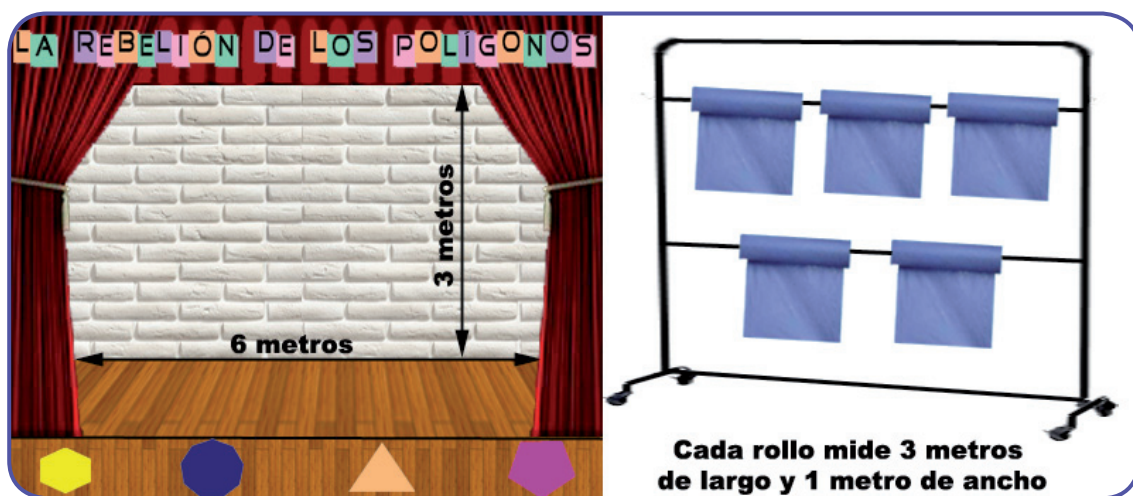 LA REBELIÓN DE LOS POLÍGONOS
3 metros
6 metros
Cada rollo mide 3 metros
de largo y 1 metro de ancho